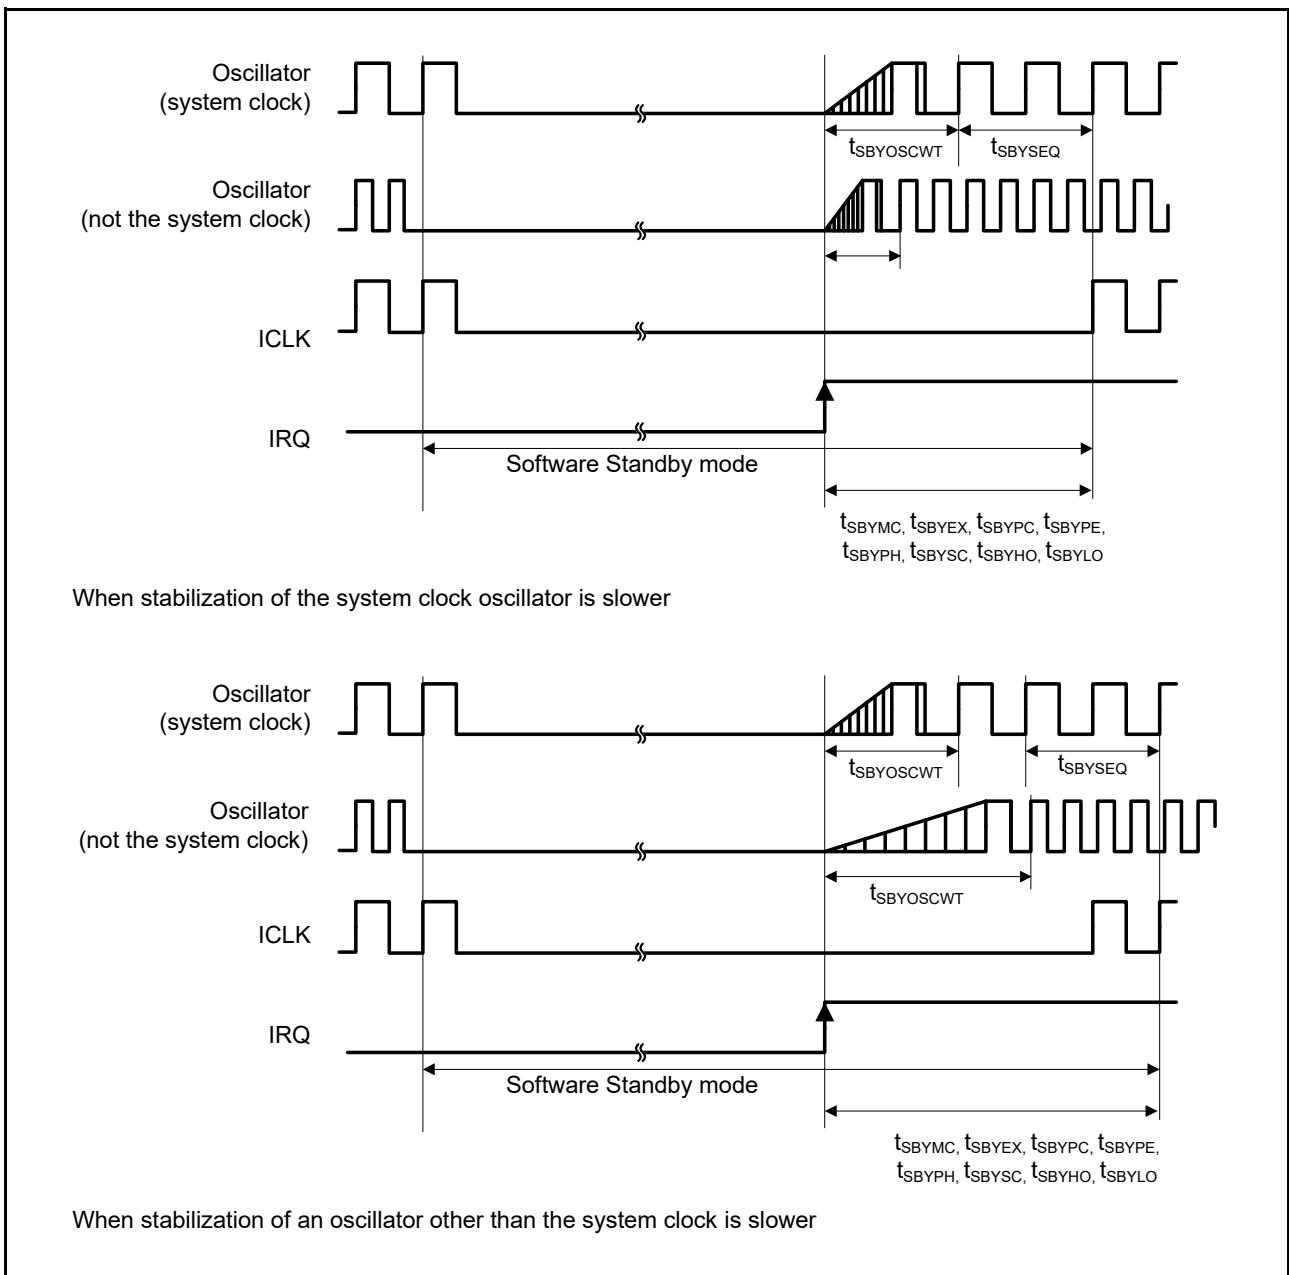 Oscillator
(system clock)
tSBYOSCWT
tSBYSEQ
Oscillator
(not the system clock)
ICLK
IRQ
Software Standby mode
tSBYMC, tSBYEX, tSBYPC, tSBYPE,
tSBYPH, tSBYSC, tSBYHO, tSBYLO
When stabilization of the system clock oscillator is slower
Oscillator
(system clock)
tSBYOSCWT
tSBYSEQ
Oscillator
(not the system clock)
tSBYOSCWT
ICLK
IRQ
Software Standby mode
tSBYMC, tSBYEX, tSBYPC, tSBYPE,
tSBYPH, tSBYSC, tSBYHO, tSBYLO
When stabilization of an oscillator other than the system clock is slower